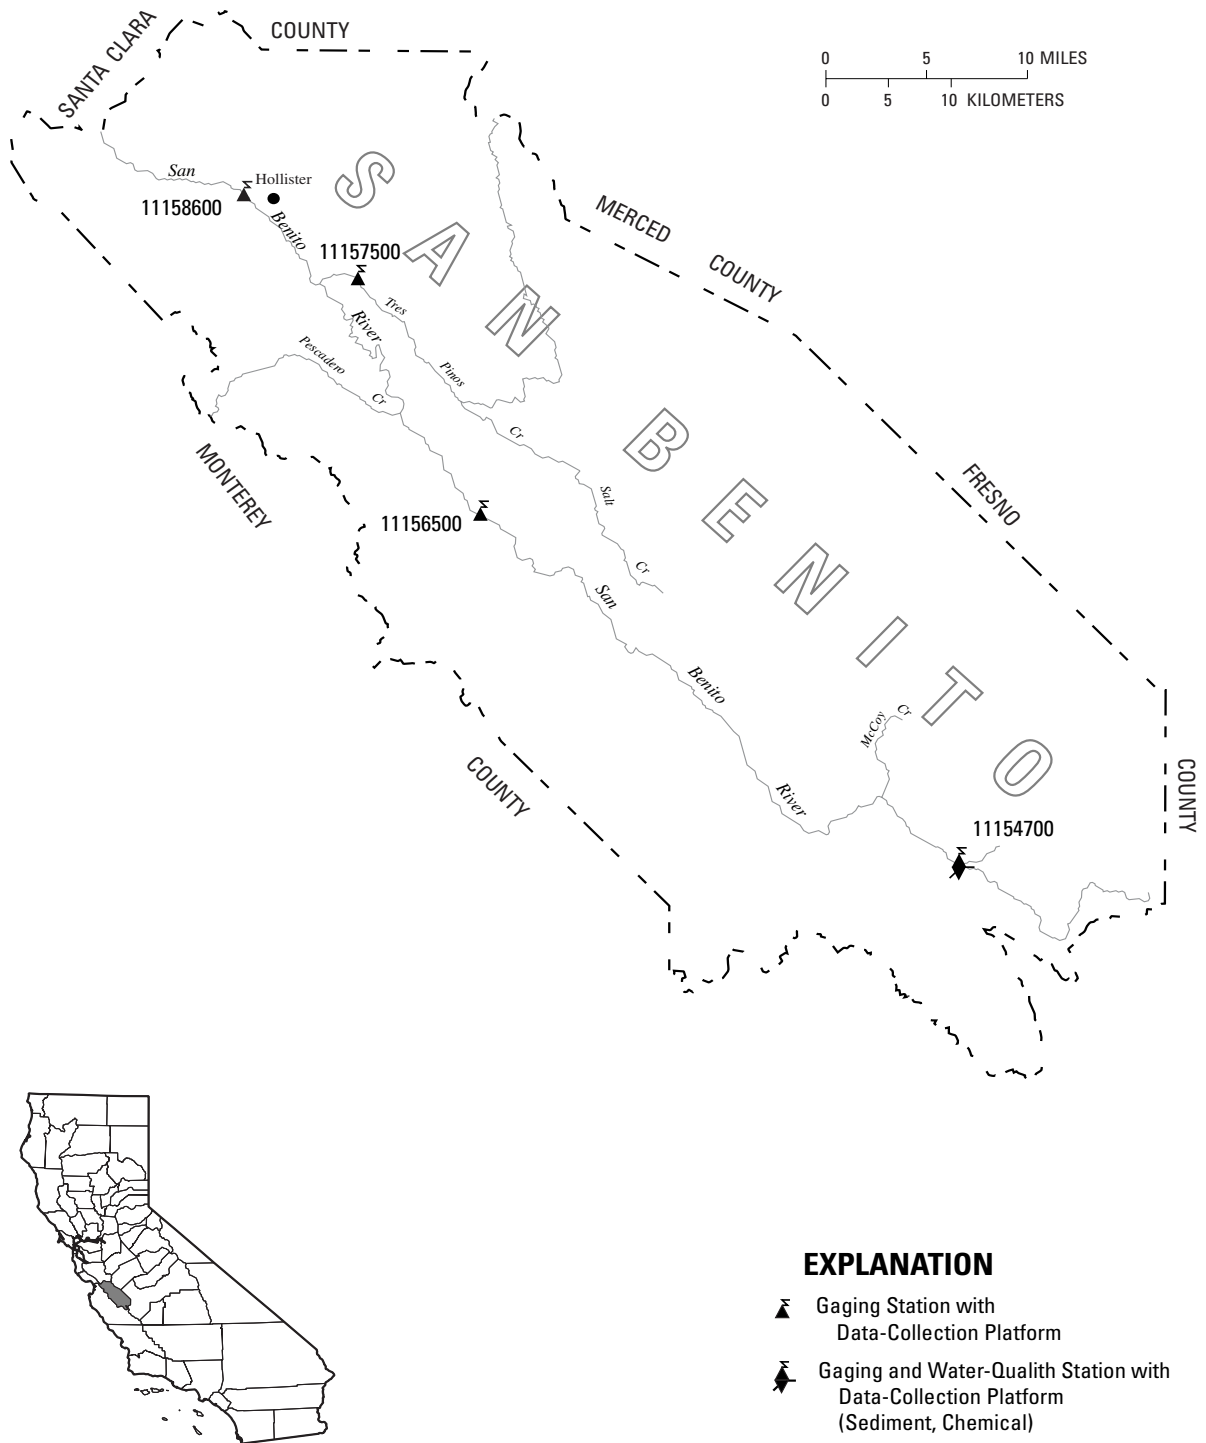 COUNTY
SANTA CLARA
0 5 10 MILES
0 5 10 KILOMETERS
San
Hollister
11158600
Benito
SAN
MERCED
COUNTY
11157500
Tres
River
Pescadero
Pinos
Cr
Cr
BENITO
MONTEREY
FRESNO
Salt
11156500
Cr
San
Benito
McCoy
Cr
COUNTY
River
COUNTY
11154700
EXPLANATION
Gaging Station with
Data-Collection Platform
Gaging and Water-Qualith Station with
Data-Collection Platform
(Sediment, Chemical)